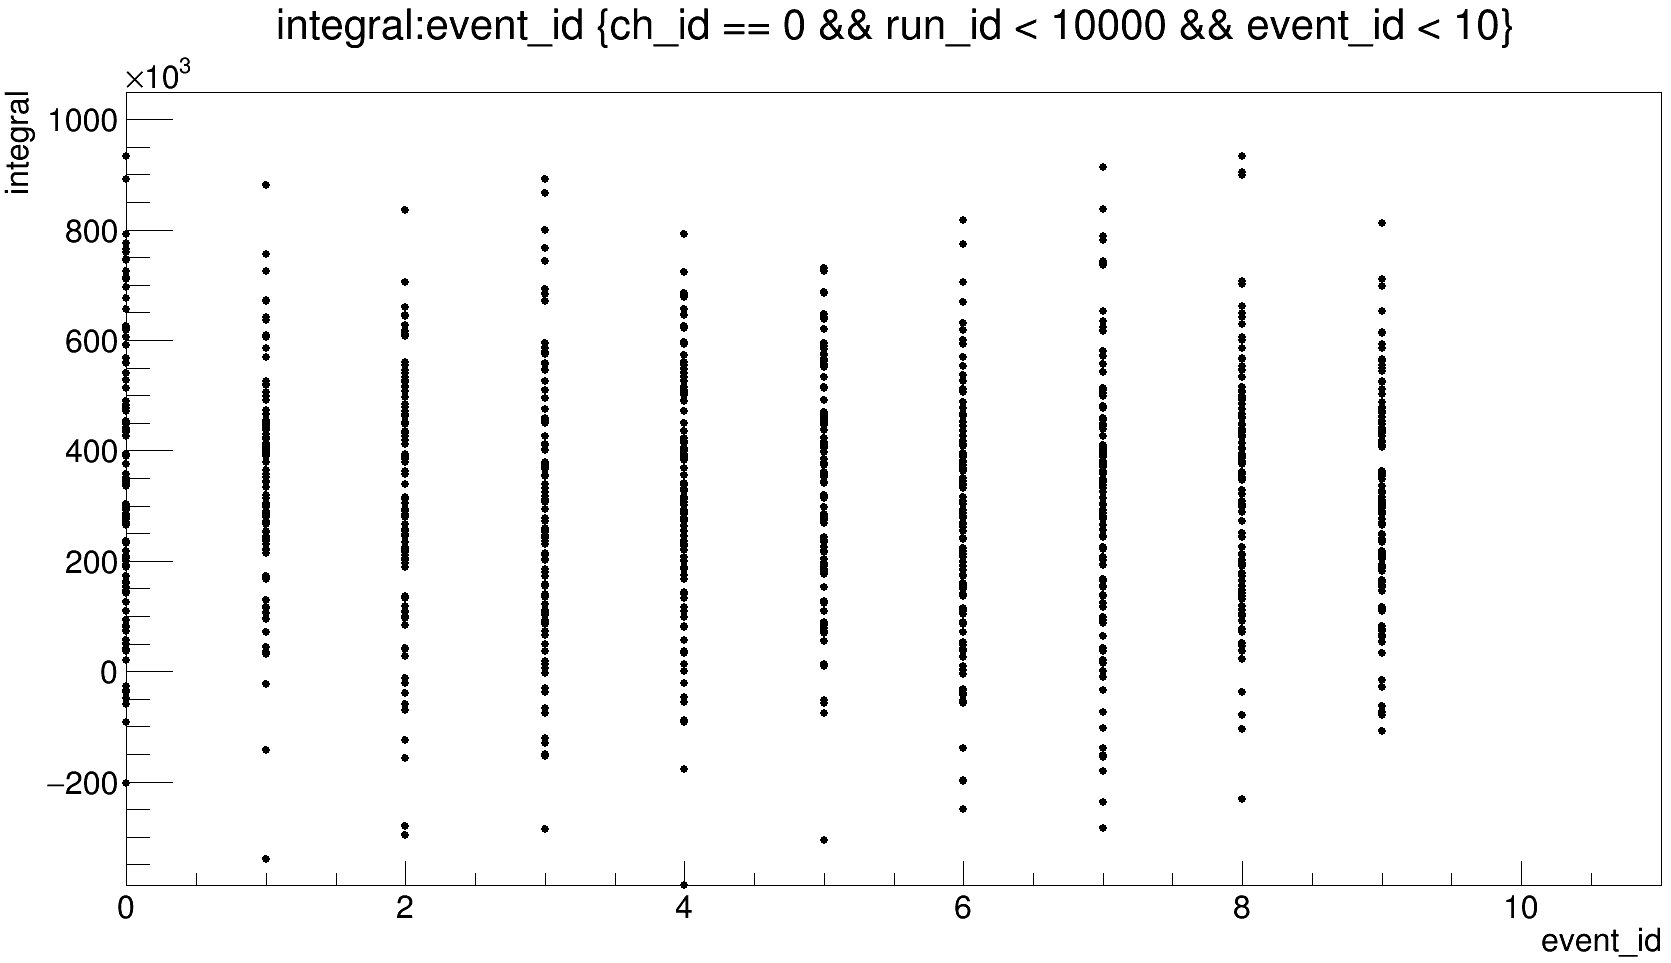 integral:event_id {ch_id == 0 && run_id < 10000 && event_id < 10}
×10³
integral
1000
800
600
400
200
0
−200
0 2 4 6 8 10
event_id